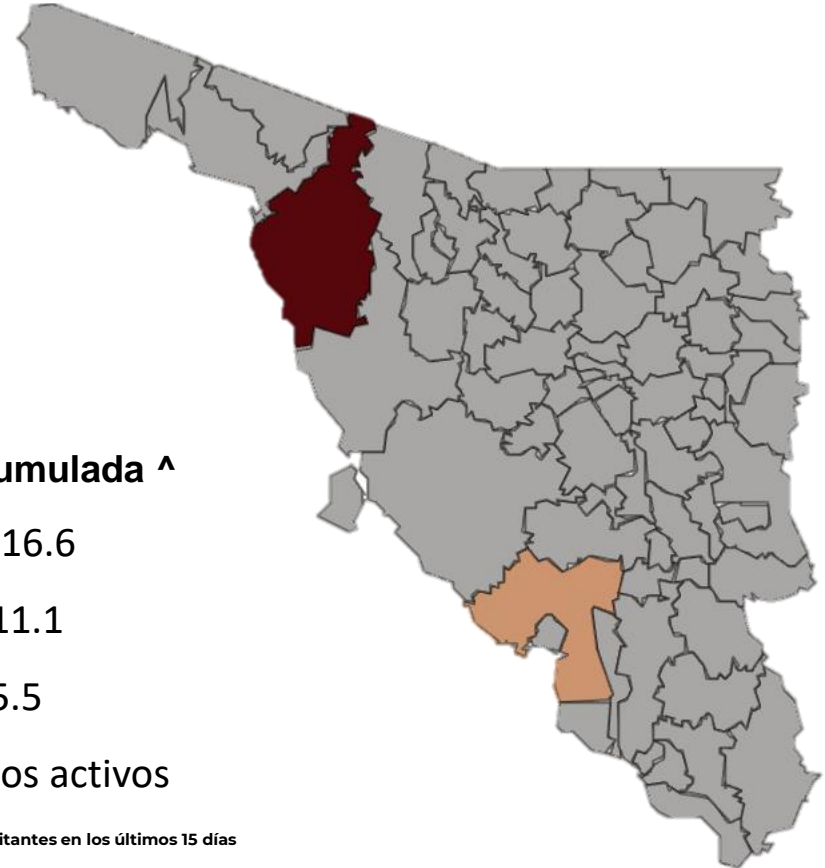 umulada ^
16.6
11.1
5.5
os activos
itantes en los últimos 15 días